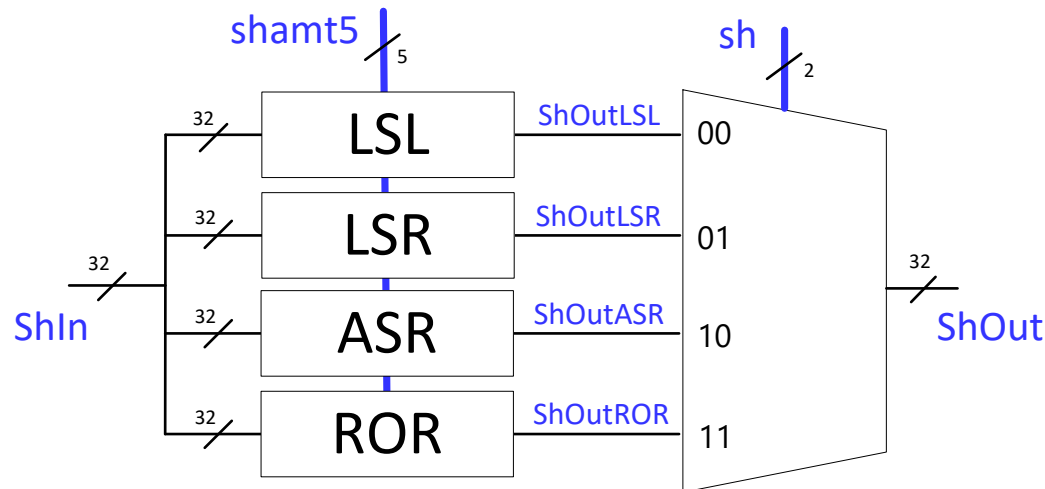 shamt5
5
sh
2
32
LSL
ShOutLSL
00
32
LSR
ShOutLSR
01
32
ShIn
32
ShOut
32
ASR
ShOutASR
10
32
ROR
ShOutROR
11